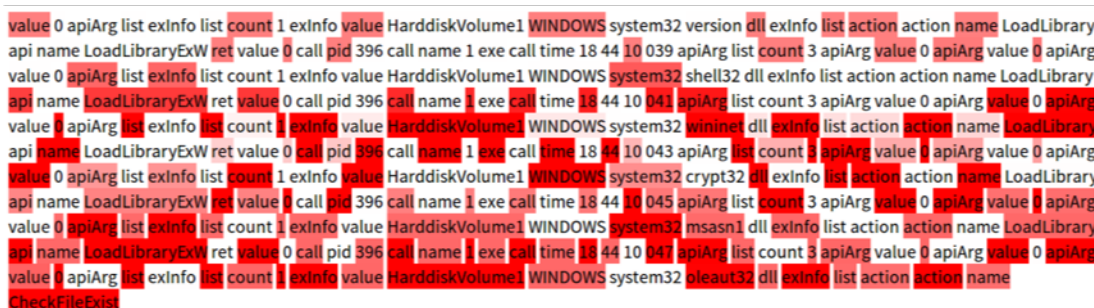 value 0 apiArg list exInfo list count 1 exInfo value HarddiskVolume1 WINDOWS system32 version dll exInfo list action action name LoadLibrary
api name LoadLibraryExW ret value 0 call pid 396 call name 1 exe call time 18 44 10 039 apiArg list count 3 apiArg value 0 apiArg value 0 apiArg
value 0 apiArg list exInfo list count 1 exInfo value HarddiskVolume1 WINDOWS system32 shell32 dll exInfo list action action name LoadLibrary
api name LoadLibraryExW ret value 0 call pid 396 call name 1 exe call time 18 44 10 041 apiArg list count 3 apiArg value 0 apiArg value 0 apiArg
value 0 apiArg list exInfo list count 1 exInfo value HarddiskVolume1 WINDOWS system32 wininet dll exInfo list action action name LoadLibrary
api name LoadLibraryExW ret value 0 call pid 396 call name 1 exe call time 18 44 10 043 apiArg list count 3 apiArg value 0 apiArg value 0 apiArg
value 0 apiArg list exInfo list count 1 exInfo value HarddiskVolume1 WINDOWS system32 crypt32 dll exInfo list action action name LoadLibrary
api name LoadLibraryExW ret value 0 call pid 396 call name 1 exe call time 18 44 10 045 apiArg list count 3 apiArg value 0 apiArg value 0 apiArg
value 0 apiArg list exInfo list count 1 exInfo value HarddiskVolume1 WINDOWS system32 msasn1 dll exInfo list action action name LoadLibrary
api name LoadLibraryExW ret value 0 call pid 396 call name 1 exe call time 18 44 10 047 apiArg list count 3 apiArg value 0 apiArg value 0 apiArg
value 0 apiArg list exInfo list count 1 exInfo value HarddiskVolume1 WINDOWS system32 oleaut32 dll exInfo list action action name
CheckFileExist